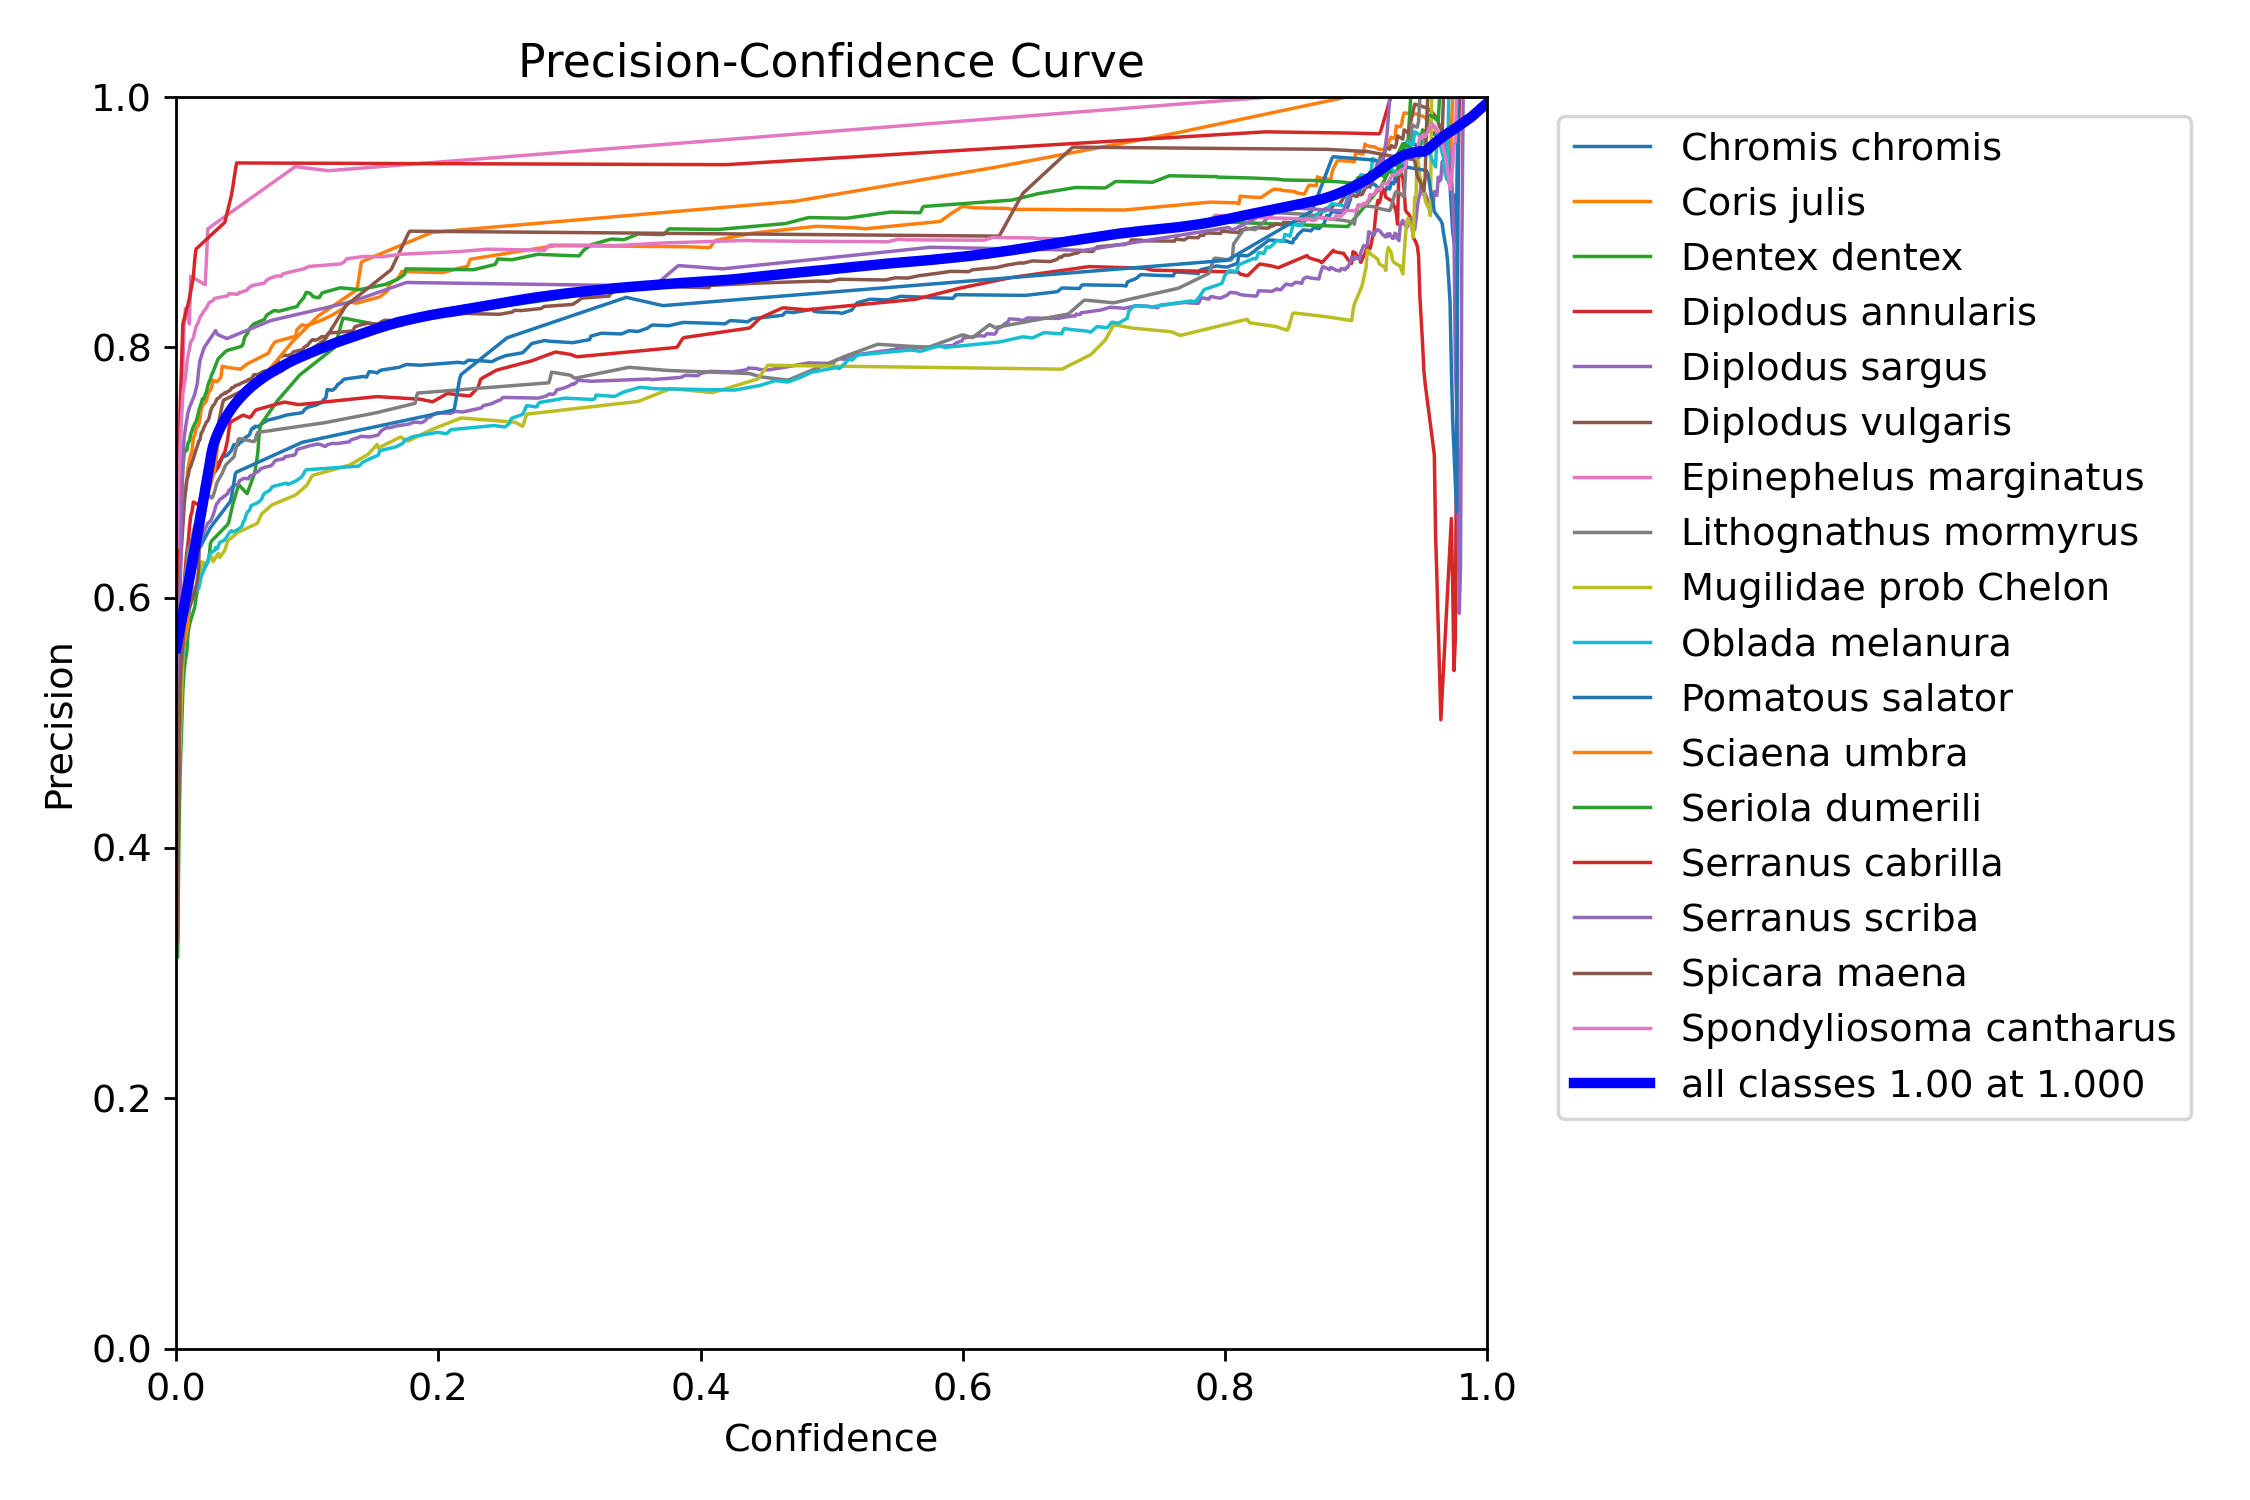 Precision-Confidence Curve
1.0
0.8
0.6
0.4
0.2
0.0
Precision
0.0 0.2 0.4 0.6 0.8 1.0
Confidence
Chromis chromis
Coris julis
Dentex dentex
Diplodus annularis
Diplodus sargus
Diplodus vulgaris
Epinephelus marginatus
Lithognathus mormyrus
Mugilidae prob Chelon
Oblada melanura
Pomatous salator
Sciaena umbra
Seriola dumerili
Serranus cabrilla
Serranus scriba
Spicara maena
Spondyliosoma cantharus
all classes 1.00 at 1.000